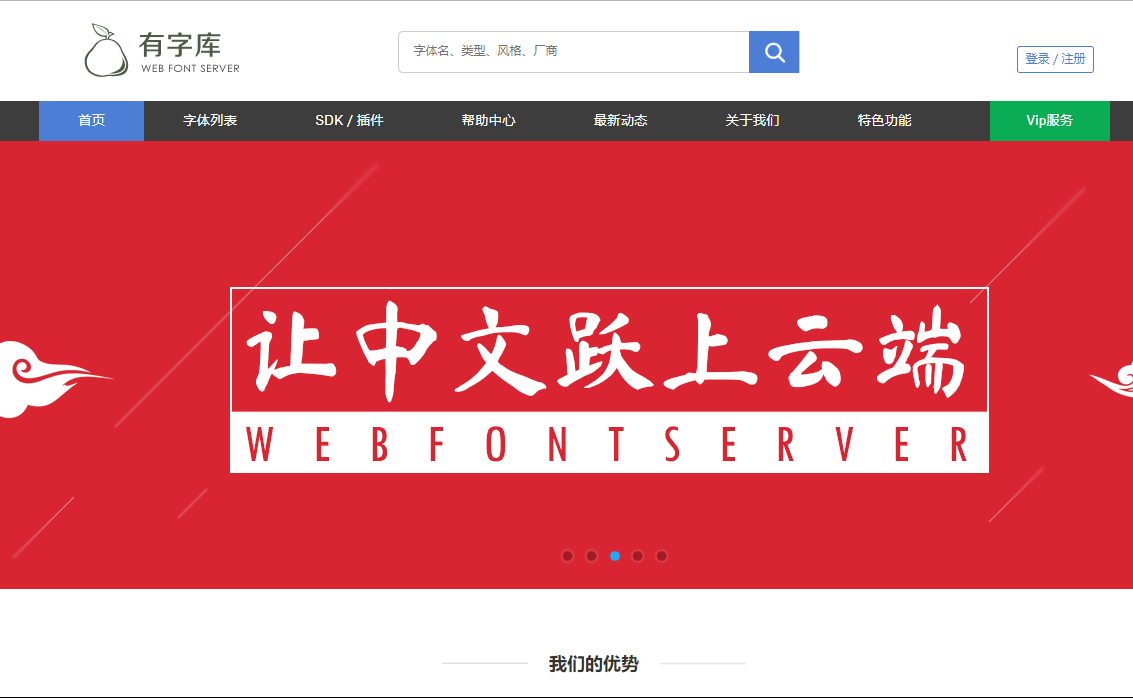 有字库
WEB FONT SERVER
字体名、类型、风格、厂商
登录 / 注册
首页 字体列表 SDK / 插件 帮助中心 最新动态 关于我们 特色功能 Vip服务
让中文跃上云端
WEBFONTSERVER
我们的优势